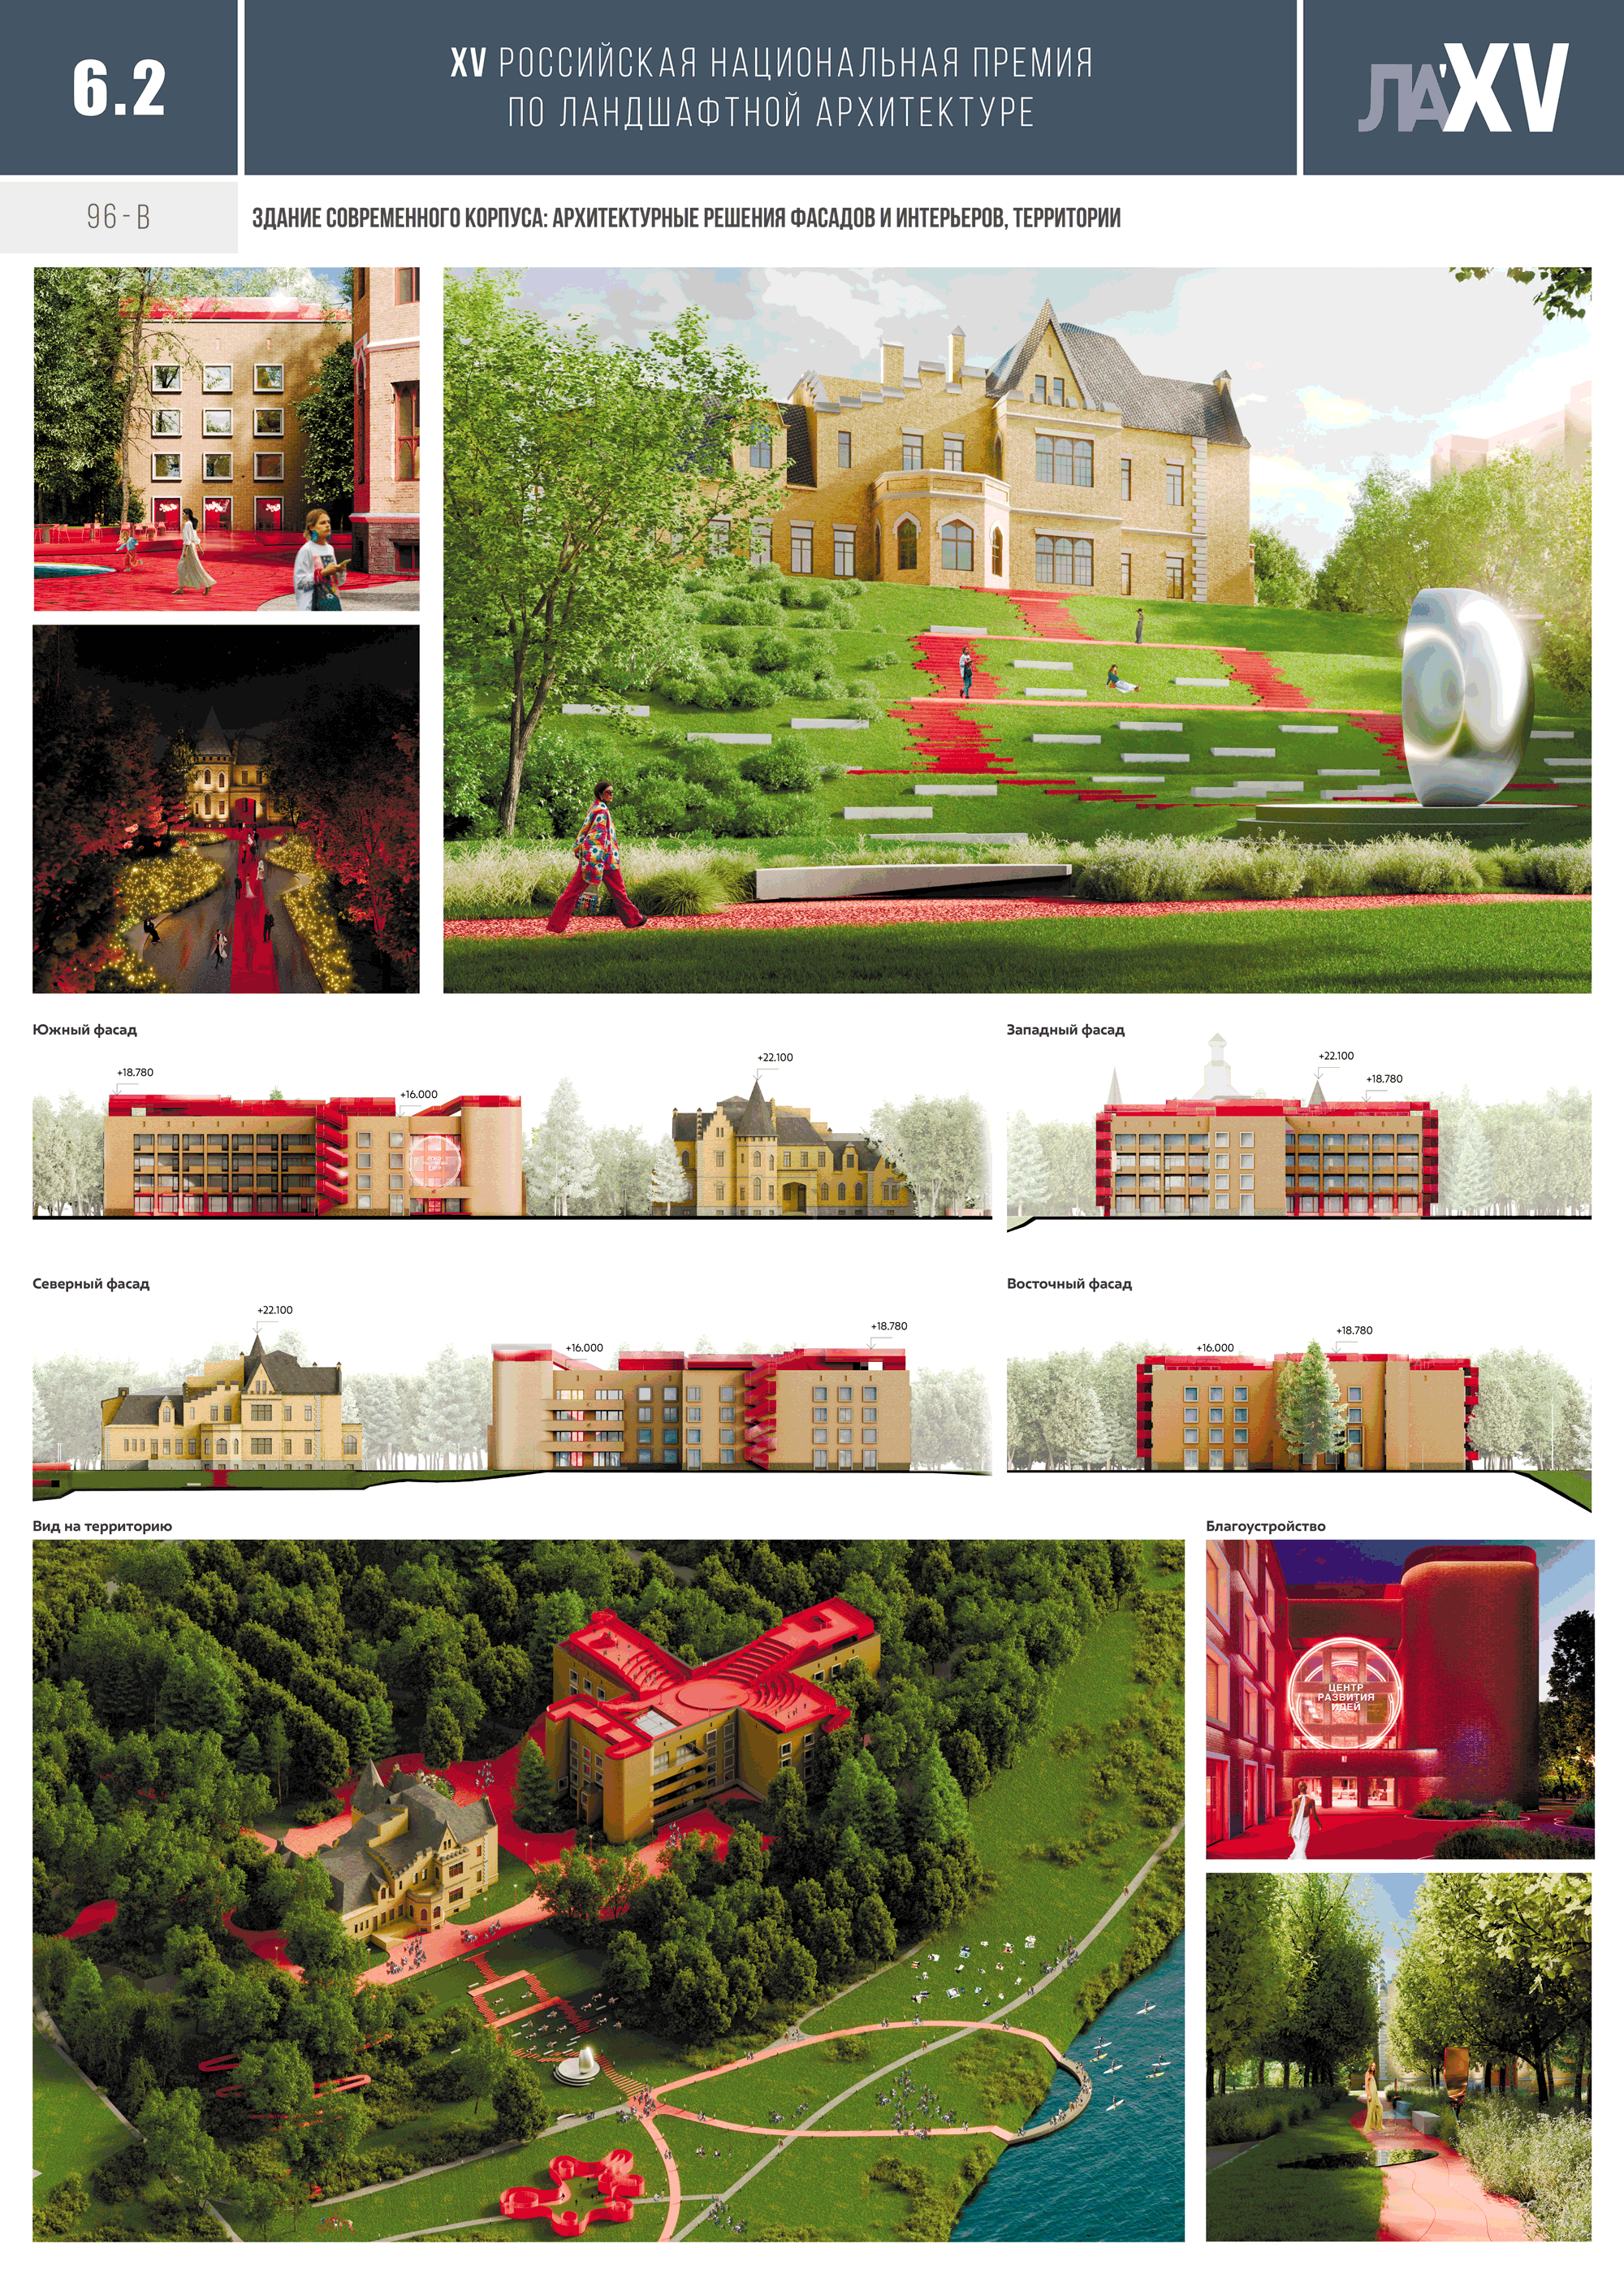 6.2
XV РОССИЙСКАЯ НАЦИОНАЛЬНАЯ ПРЕМИЯ
ПО ЛАНДШАФТНОЙ АРХИТЕКТУРЕ
ЛА'XV
96-В
ЗДАНИЕ СОВРЕМЕННОГО КОРПУСА: АРХИТЕКТУРНЫЕ РЕШЕНИЯ ФАСАДОВ И ИНТЕРЬЕРОВ, ТЕРРИТОРИИ
Южный фасад
+18.780
+16.000
+22.100
Западный фасад
+22.100
+18.780
Северный фасад
+22.100
+16.000
+18.780
Восточный фасад
+16.000
+18.780
Вид на территорию
Благоустройство
ЦЕНТР
РАЗВИТИЯ
ИДЕЙ